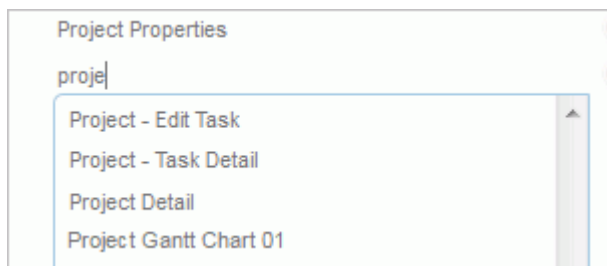 Project Properties
proje
Project - Edit Task
Project - Task Detail
Project Detail
Project Gantt Chart 01